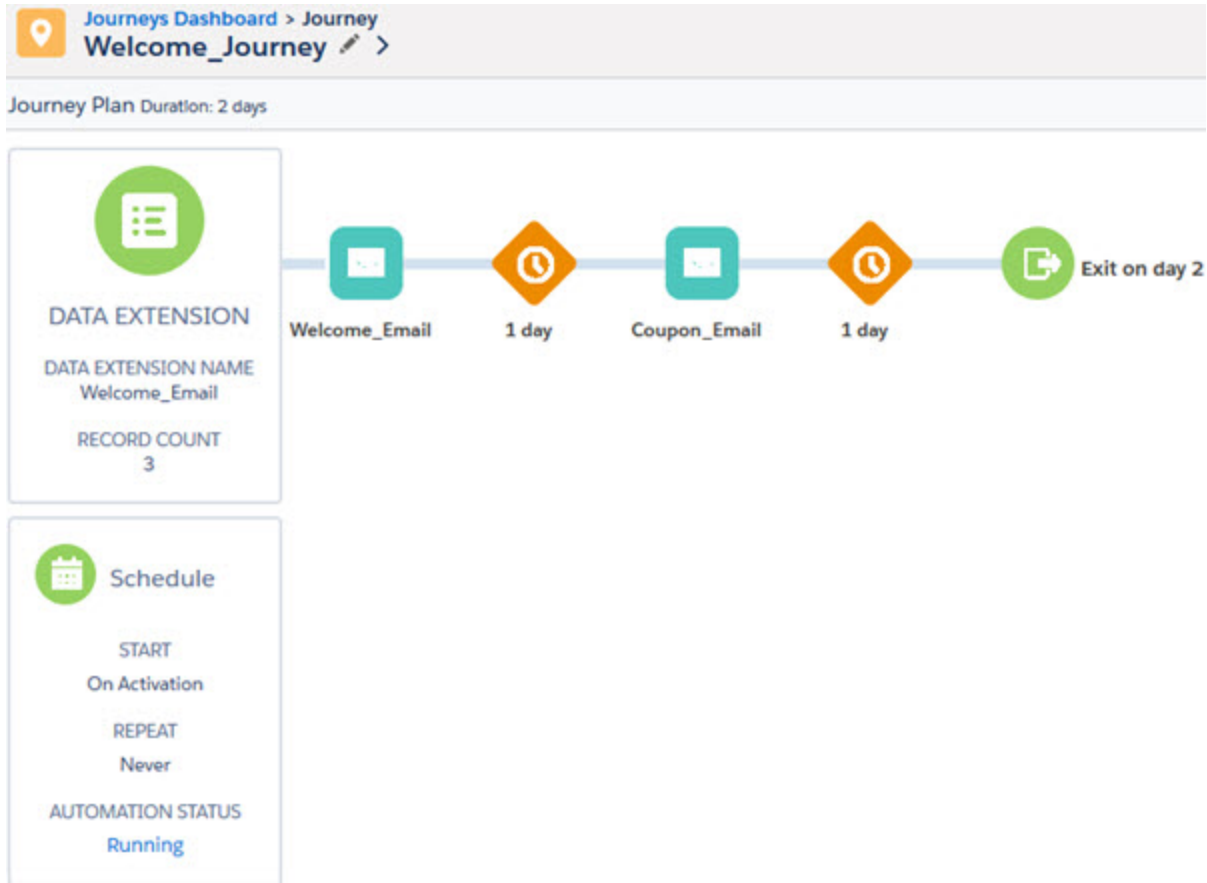 Journeys Dashboard > Journey
Welcome_Journey >
Journey Plan Duration: 2 days
DATA EXTENSION
DATA EXTENSION NAME
Welcome_Email
RECORD COUNT
3
Welcome_Email
1 day
Coupon_Email
1 day
Exit on day 2
Schedule
START
On Activation
REPEAT
Never
AUTOMATION STATUS
Running